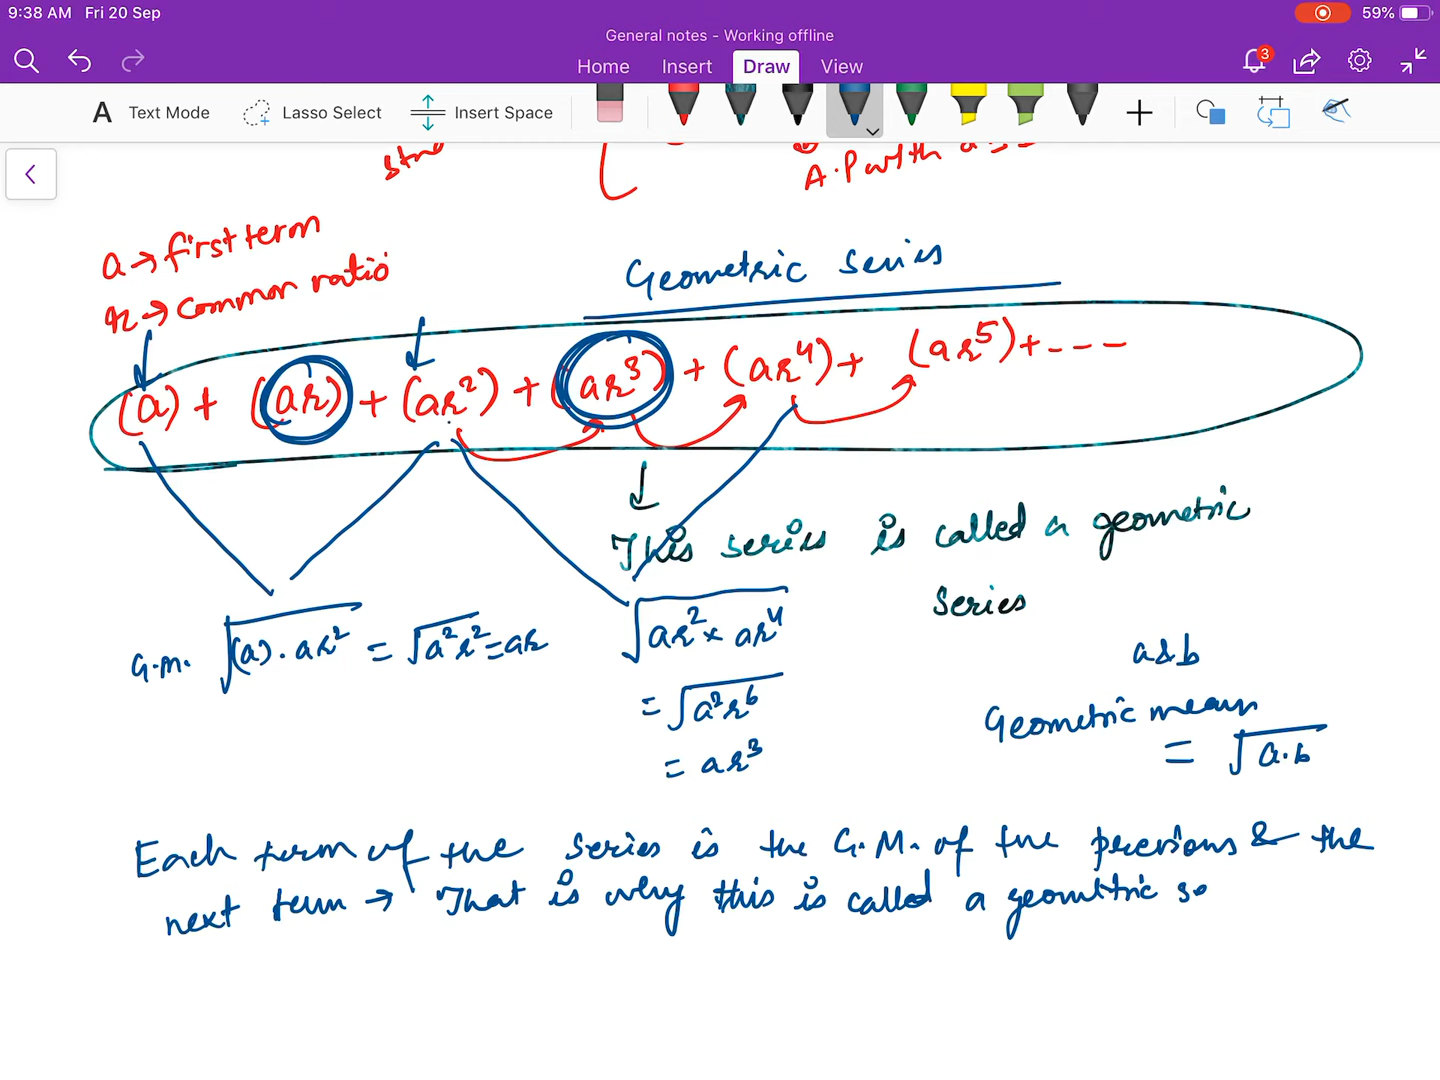 9:38 AM Fri 20 Sep 59%
General notes - Working offline
Home Insert Draw View
3
A Text Mode Lasso Select Insert Space
A.P with
a → first term
r → common ratio
Geometric series
(a) + (ar) + (ar²) + (ar³) + (ar⁴) + (ar⁵) + ---
This series is called a geometric
series
G.M. √(a).ar² = √a²r² = ar
√ar² × ar⁴
= √a²r⁶
= ar³
a & b
Geometric mean
= √a.b
Each term of the series is the G.M. of the previous & the
next term → That is why this is called a geometric se